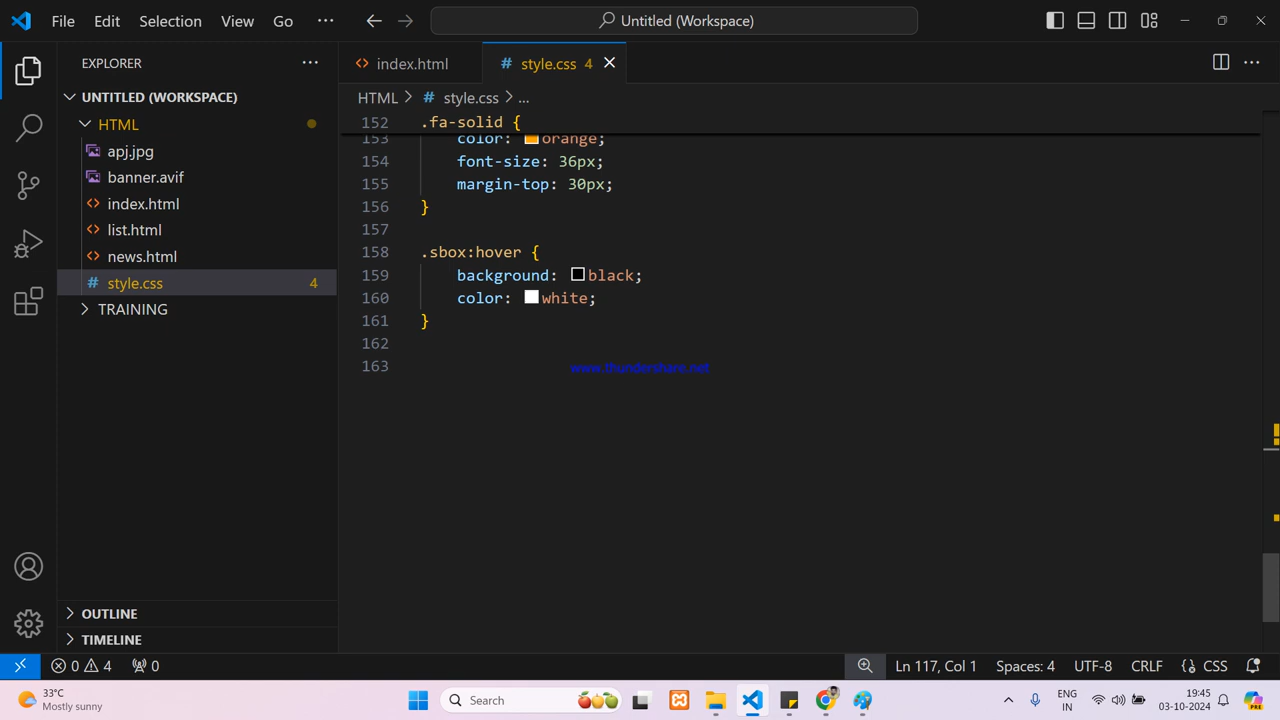 File Edit Selection View Go ... Untitled (Workspace)
EXPLORER ...
index.html
# style.css 4
UNTITLED (WORKSPACE)
HTML > # style.css > ...
HTML
apj.jpg
banner.avif
index.html
list.html
news.html
# style.css 4
TRAINING
152 .fa-solid {
153 color: orange;
154 font-size: 36px;
155 margin-top: 30px;
156 }
157
158 .sbox:hover {
159 background: black;
160 color: white;
161 }
162
163
www.thundershare.net
OUTLINE
TIMELINE
0 4 0 Ln 117, Col 1 Spaces: 4 UTF-8 CRLF {} CSS
33°C
Mostly sunny
Search
ENG
IN
19:45
03-10-2024
PRE